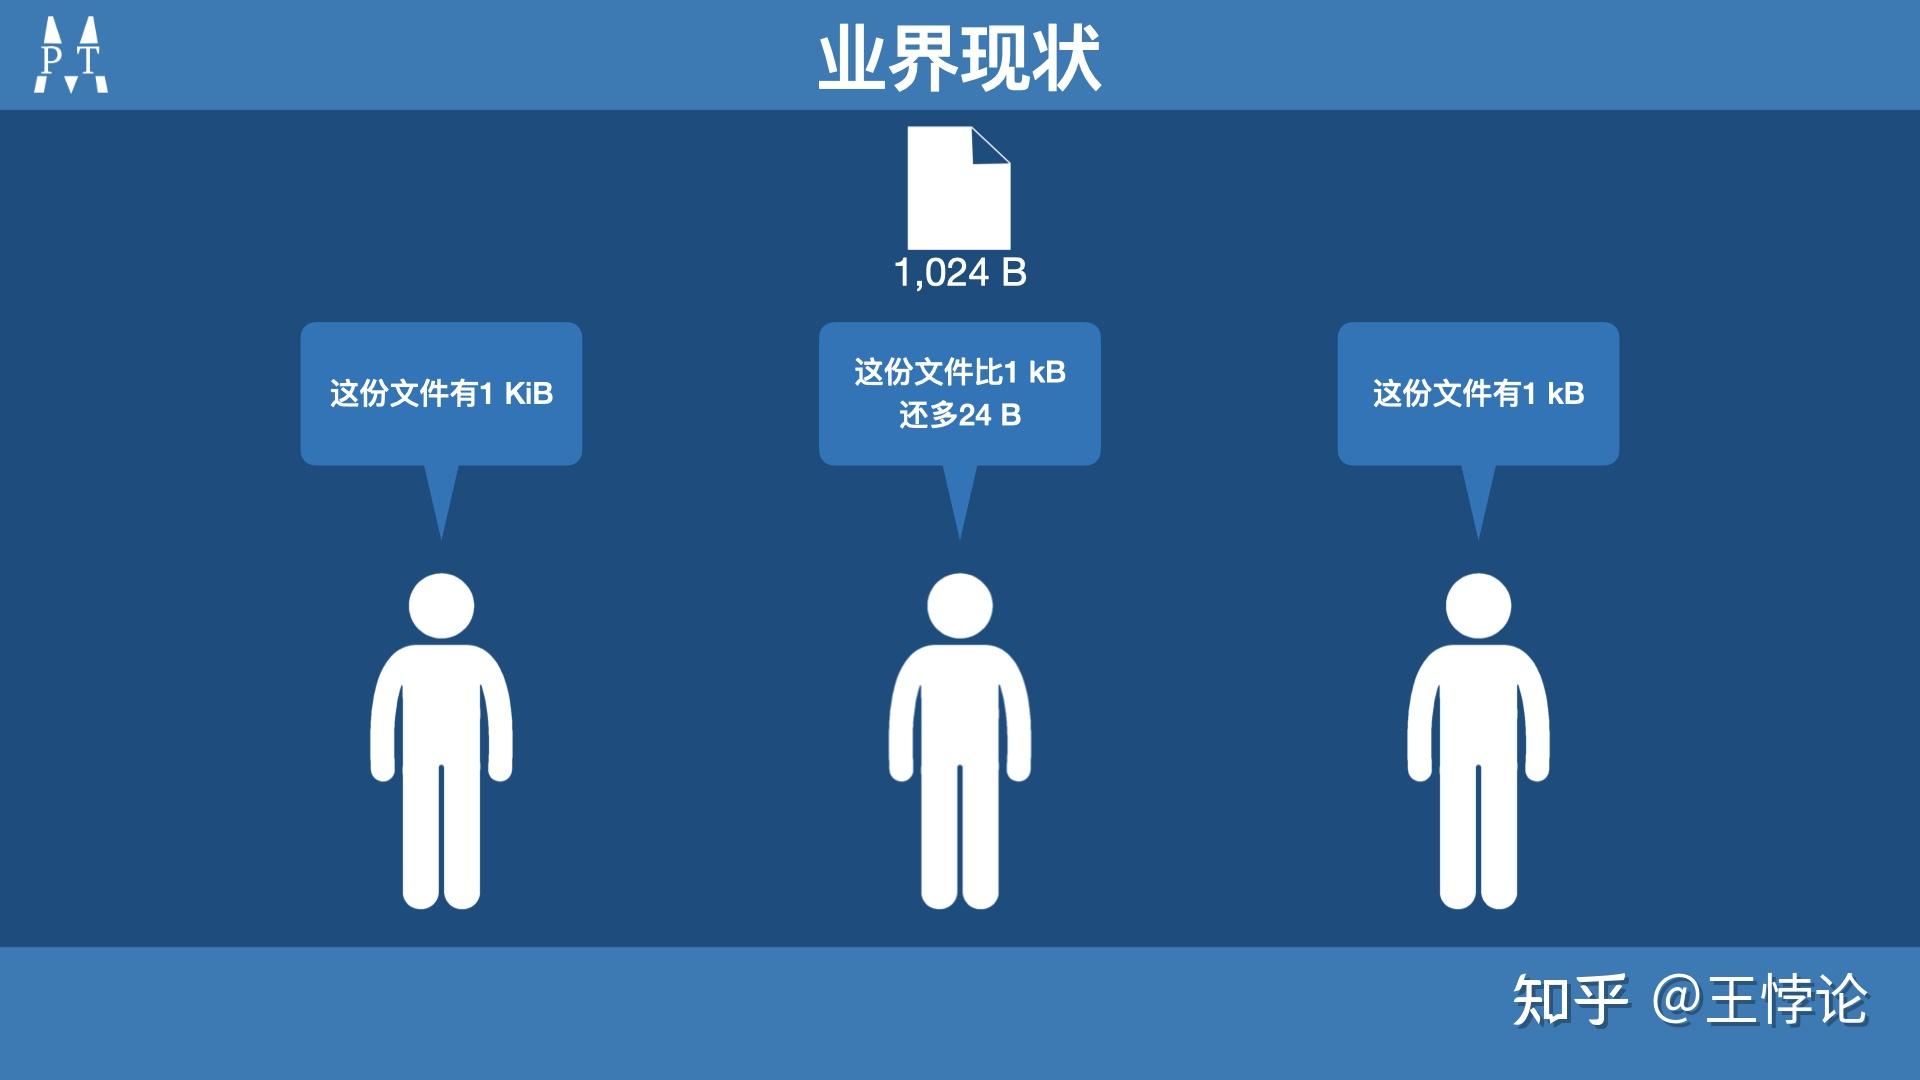 P T
业界现状
1,024 B
这份文件有1 KiB
这份文件比1 kB
还多24 B
这份文件有1 kB
知乎 @王悖论